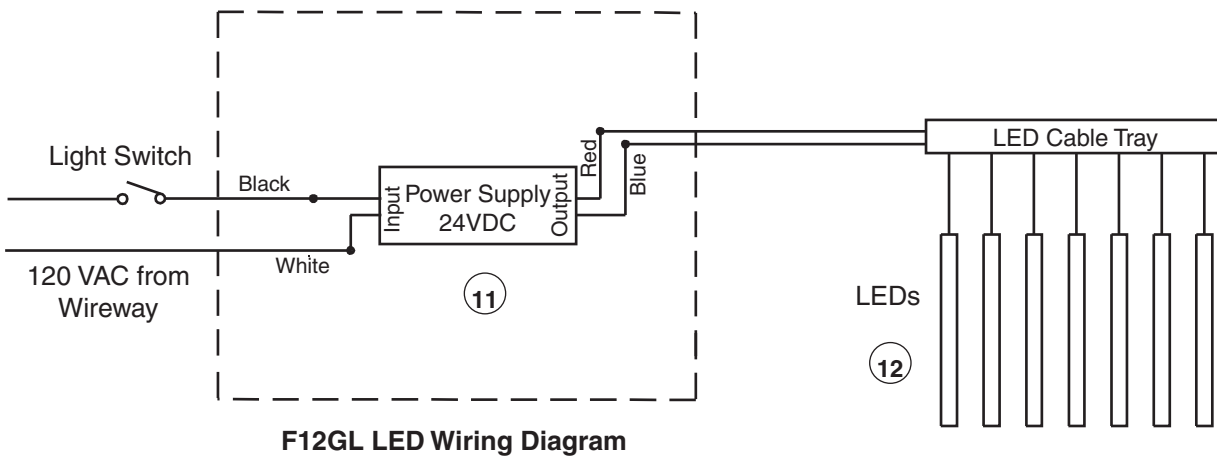 Light Switch
Black
White
120 VAC from
Wireway
Input
Power Supply
24VDC
Output
Red
Blue
11
LED Cable Tray
LEDs
12
F12GL LED Wiring Diagram